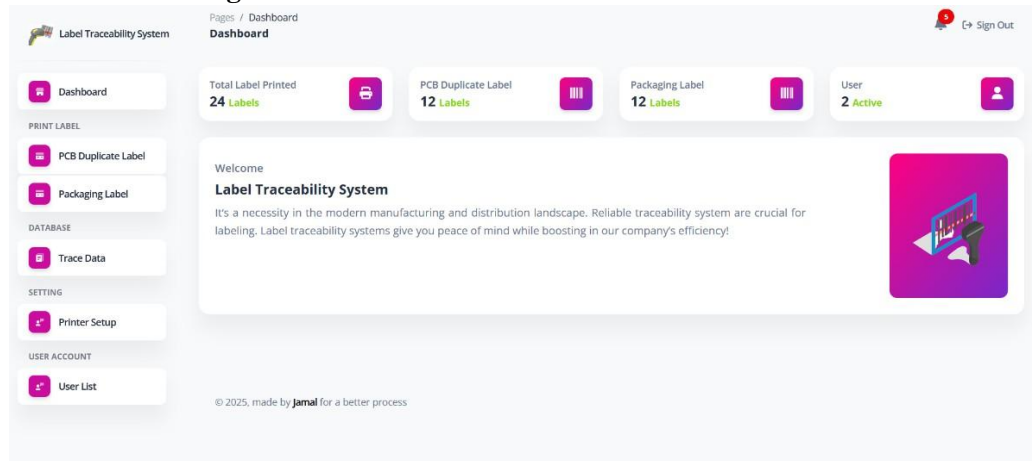 Label Traceability System
Pages / Dashboard
Dashboard
5
Sign Out
Dashboard
PRINT LABEL
PCB Duplicate Label
Packaging Label
DATABASE
Trace Data
SETTING
Printer Setup
USER ACCOUNT
User List
Total Label Printed
24 Labels
PCB Duplicate Label
12 Labels
Packaging Label
12 Labels
User
2 Active
Welcome
Label Traceability System
It's a necessity in the modern manufacturing and distribution landscape. Reliable traceability system are crucial for
labeling. Label traceability systems give you peace of mind while boosting in our company's efficiency!
© 2025, made by Jamal for a better process